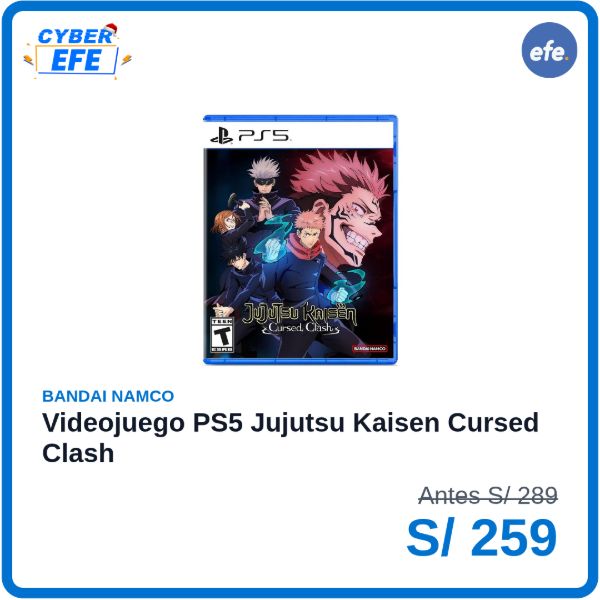 CYBER
EFE
efe.
PS5
JUJUTSU KAISEN
Cursed Clash
TEEN
T
ESRB
BANDAI NAMCO
BANDAI NAMCO
Videojuego PS5 Jujutsu Kaisen Cursed
Clash
Antes S/ 289
S/ 259